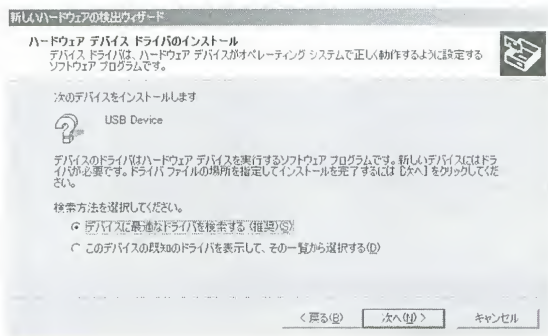 新しいハードウェアの検出ウィザード
ハードウェア デバイス ドライバのインストール
デバイス ドライバは、ハードウェア デバイスがオペレーティング システムで正しく動作するように設定する
ソフトウェア プログラムです。
次のデバイスをインストールします
USB Device
デバイスのドライバはハードウェア デバイスを実行するソフトウェア プログラムです。新しいデバイスにはドラ
イバが必要です。ドライバ ファイルの場所を指定してインストールを完了するには [次へ] をクリックしてくだ
さい。
検索方法を選択してください。
デバイスに最適なドライバを検索する (推奨)(S)
このデバイスの既知のドライバを表示して、その一覧から選択する(D)
< 戻る(B)
次へ(N) >
キャンセル